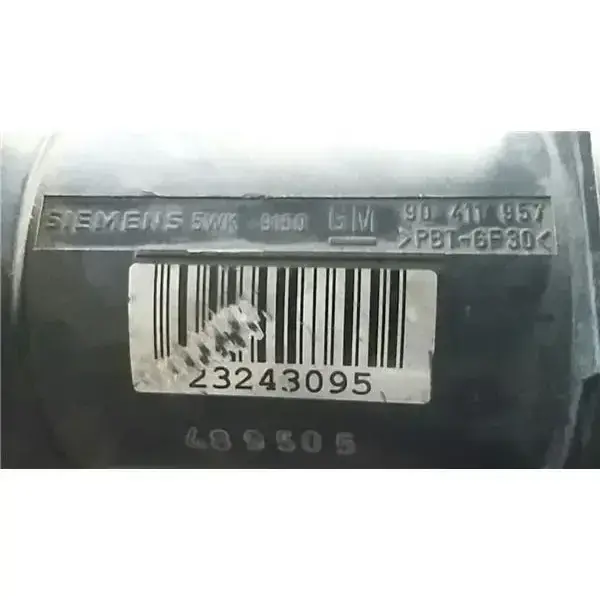 SIEMENS 5WK 9150 GM 90 411 957
>PBT-GF30<
23243095
489505